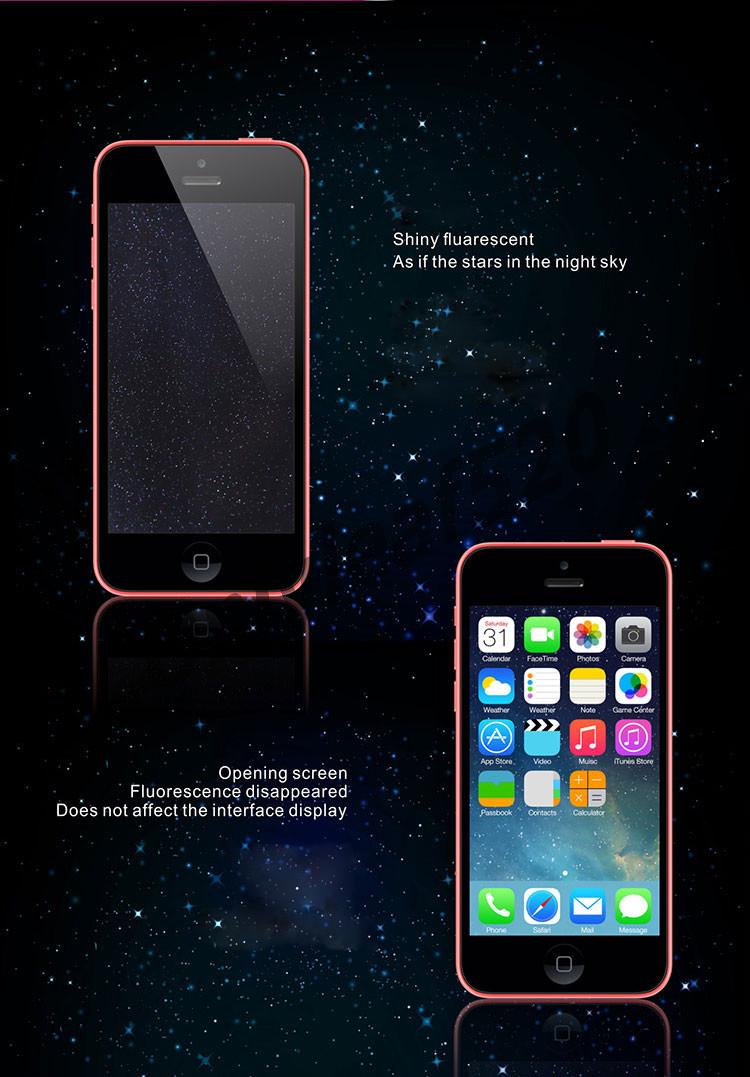 Shiny fluarescent
As if the stars in the night sky
Saturday
31
Calendar FaceTime Photos Camera
Weather Weather Note Game Center
App Store Video Muisc iTunes Store
Passbook Contacts Calculator
Opening screen
Fluorescence disappeared
Does not affect the interface display
Phone Safari Mail Message